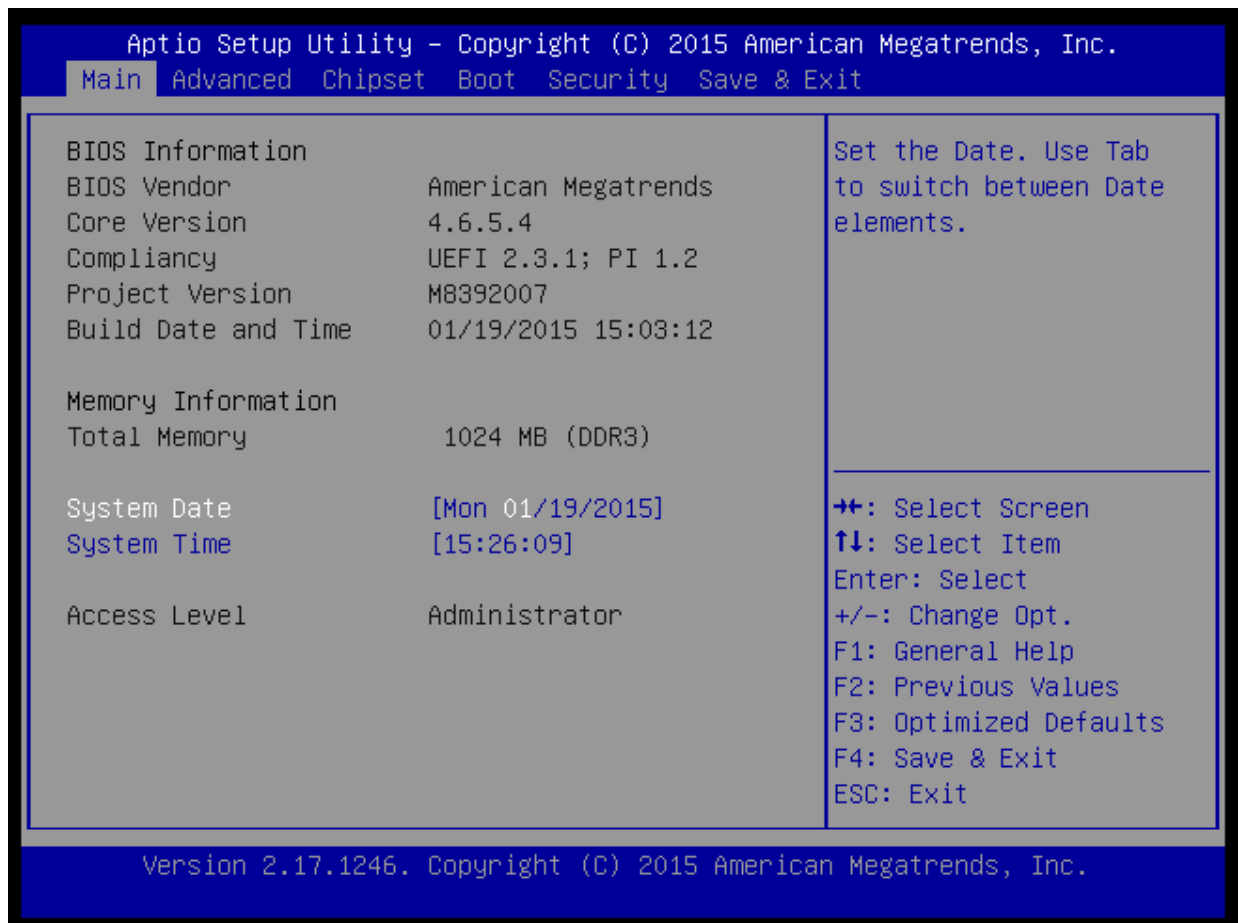 Aptio Setup Utility – Copyright (C) 2015 American Megatrends, Inc.
Main Advanced Chipset Boot Security Save & Exit
BIOS Information
BIOS Vendor American Megatrends
Core Version 4.6.5.4
Compliancy UEFI 2.3.1; PI 1.2
Project Version M8392007
Build Date and Time 01/19/2015 15:03:12
Memory Information
Total Memory 1024 MB (DDR3)
System Date [Mon 01/19/2015]
System Time [15:26:09]
Access Level Administrator
Set the Date. Use Tab
to switch between Date
elements.
→←: Select Screen
↑↓: Select Item
Enter: Select
+/-: Change Opt.
F1: General Help
F2: Previous Values
F3: Optimized Defaults
F4: Save & Exit
ESC: Exit
Version 2.17.1246. Copyright (C) 2015 American Megatrends, Inc.